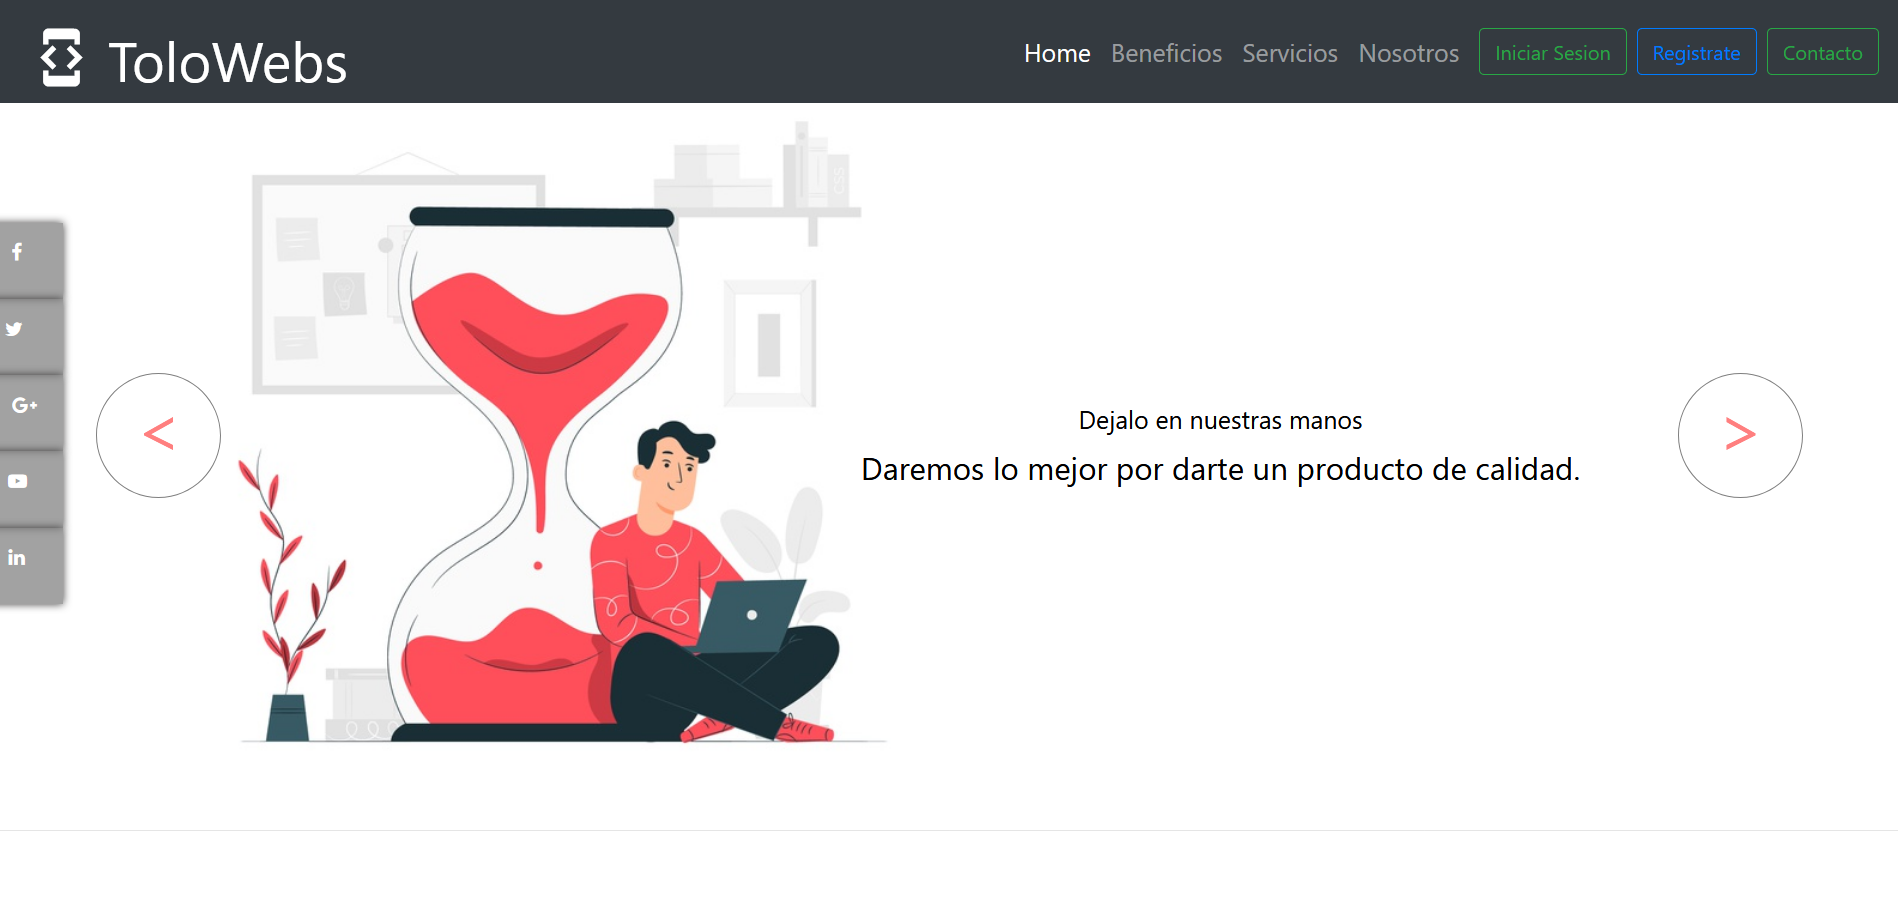 ToloWebs
Home Beneficios Servicios Nosotros Iniciar Sesion Registrate Contacto
CSS
G+
in
<
>
Dejalo en nuestras manos
Daremos lo mejor por darte un producto de calidad.